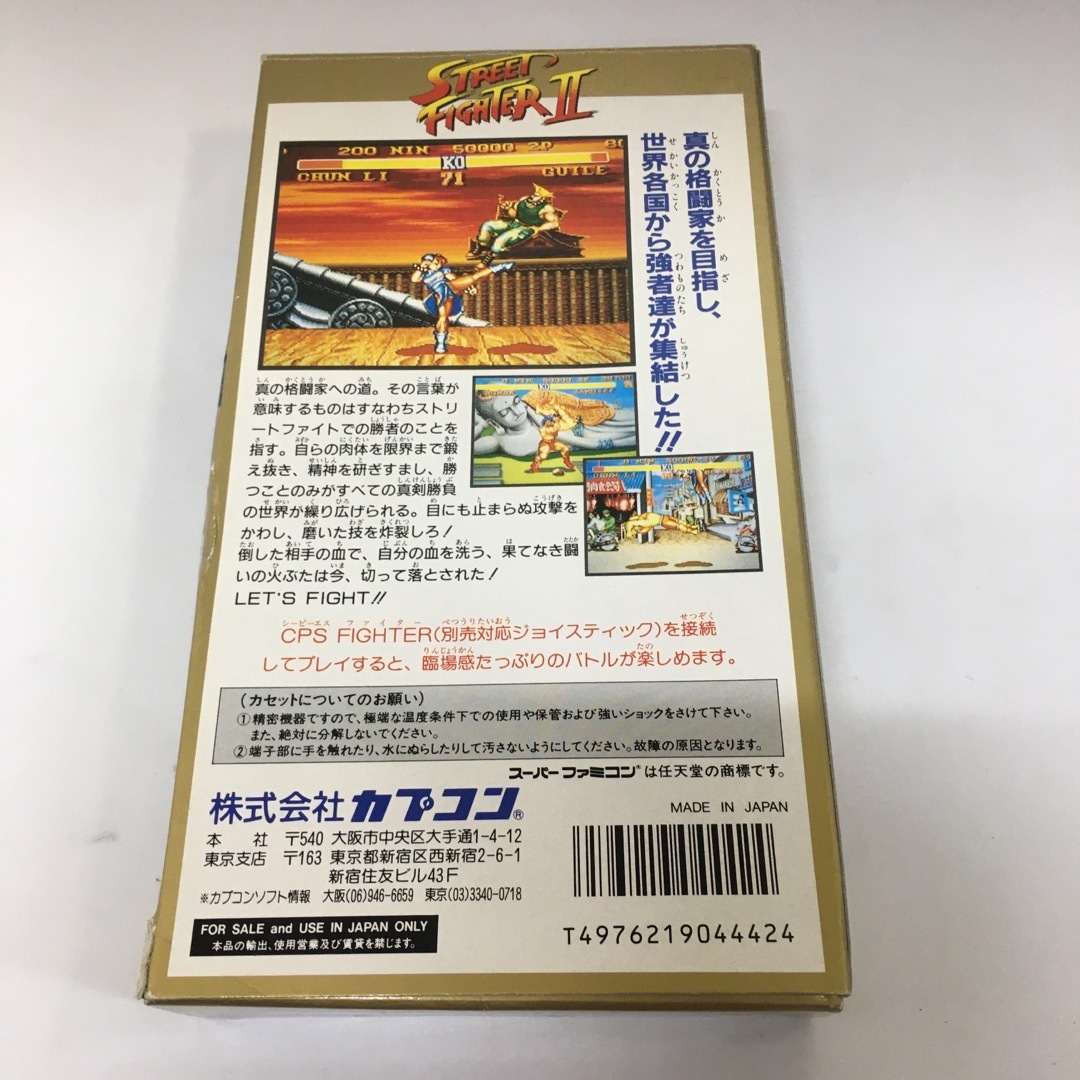 STREET
FIGHTER II
200 NIN 50000 2P
CHUN LI KO GUILE
71
真の格闘家を目指し、
世界各国から強者達が集結した!!
真の格闘家への道。その言葉が
意味するものはすなわちストリ
ートファイトでの勝者のことを
指す。自らの肉体を限界まで鍛
え抜き、精神を研ぎすまし、勝
つことのみがすべての真剣勝負
の世界が繰り広げられる。目にも止まらぬ攻撃を
かわし、磨いた技を炸裂しろ!
倒した相手の血で、自分の血を洗う、果てなき闘
いの火ぶたは今、切って落とされた!
LET'S FIGHT!!
CPS FIGHTER(別売対応ジョイスティック)を接続
してプレイすると、臨場感たっぷりのバトルが楽しめます。
(カセットについてのお願い)
①精密機器ですので、極端な温度条件下での使用や保管および強いショックをさけて下さい。
また、絶対に分解しないでください。
②端子部に手を触れたり、水にぬらしたりして汚さないようにしてください。故障の原因となります。
スーパーファミコン®は任天堂の商標です。
株式会社カプコン®
MADE IN JAPAN
本 社 〒540 大阪市中央区大手通1-4-12
東京支店 〒163 東京都新宿区西新宿2-6-1
新宿住友ビル43F
※カプコンソフト情報 大阪(06)946-6659 東京(03)3340-0718
FOR SALE and USE IN JAPAN ONLY
本品の輸出、使用営業及び賃貸を禁じます。
T4976219044424